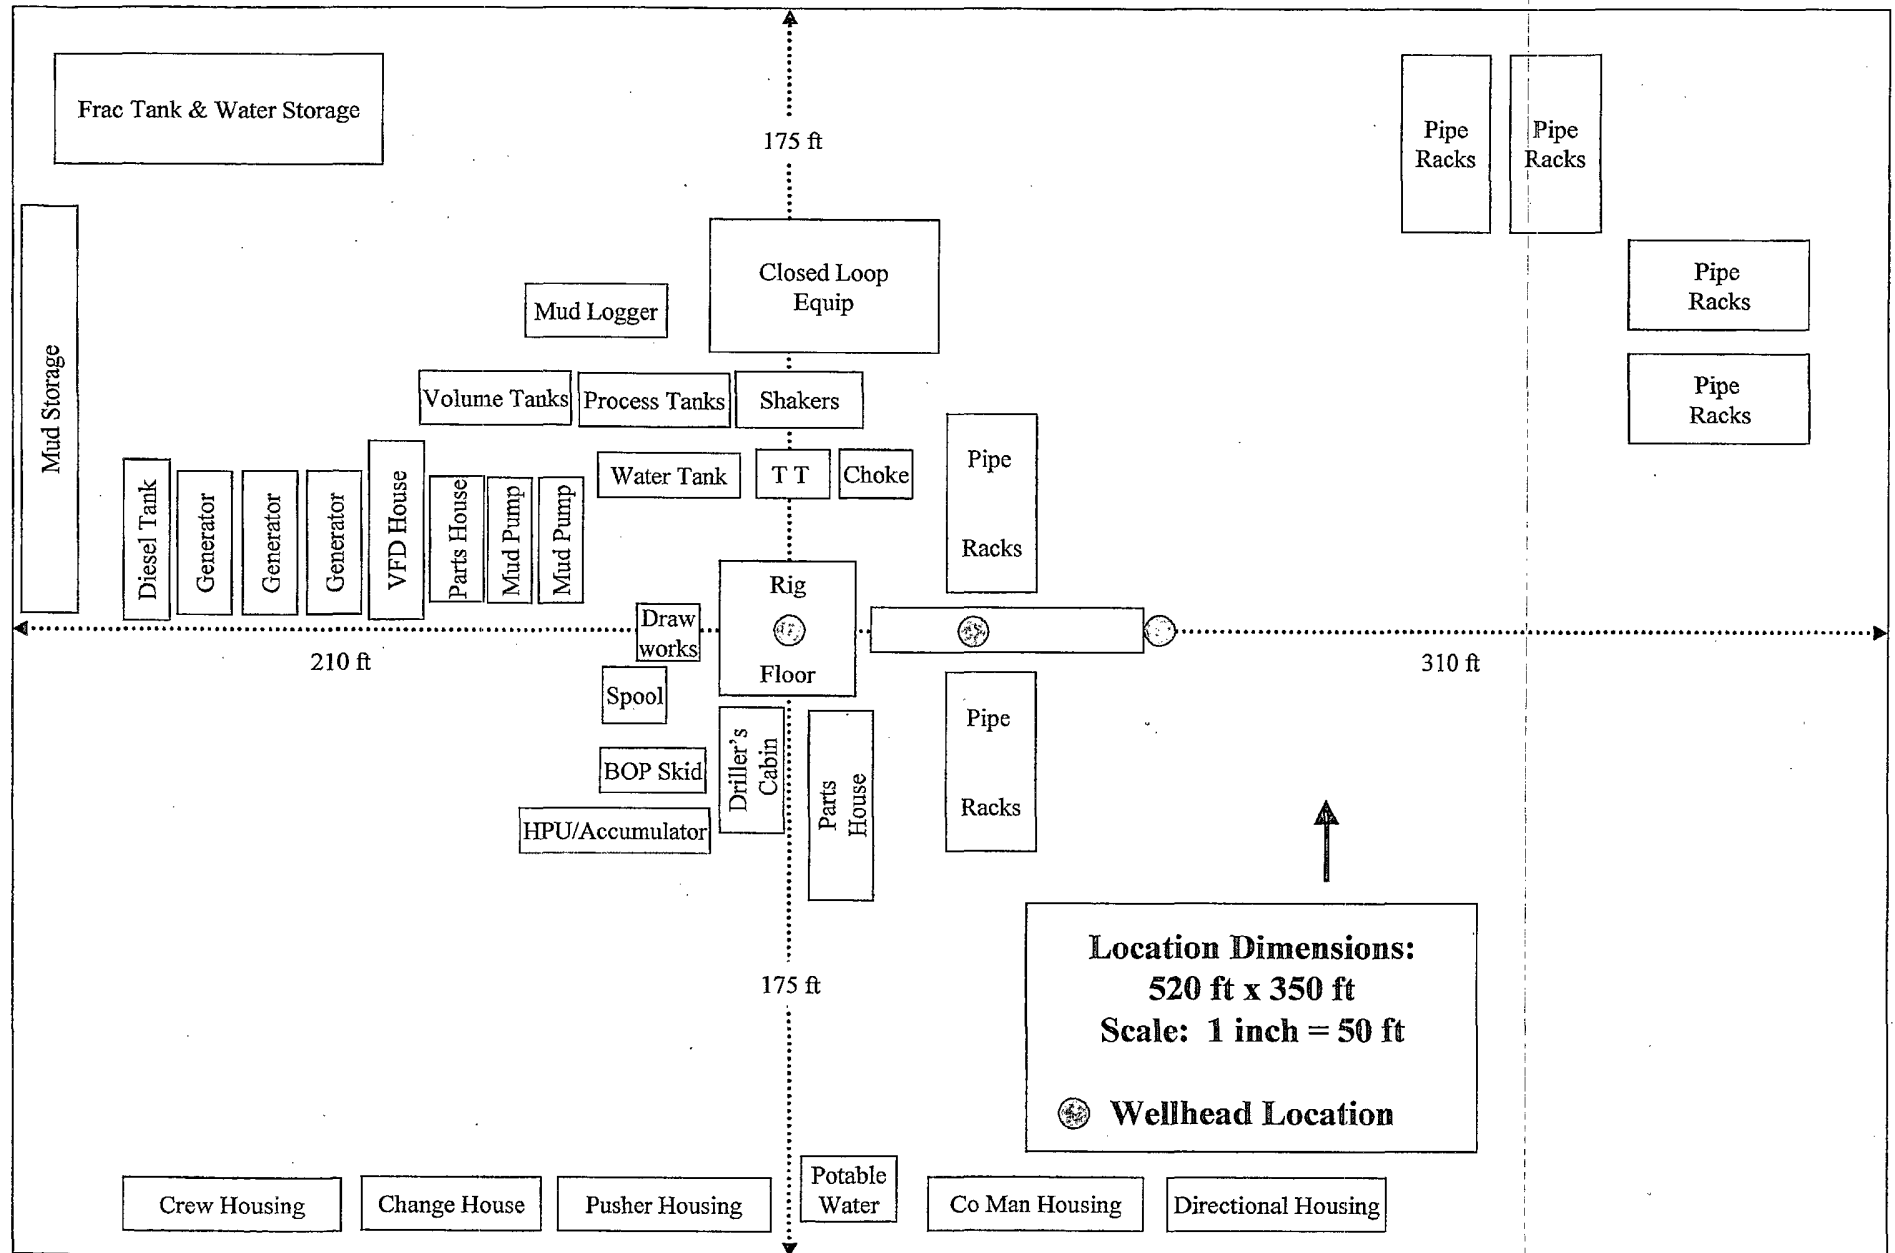 Frac Tank & Water Storage
175 ft
Pipe
Racks
Pipe
Racks
Closed Loop
Equip
Mud Logger
Pipe
Racks
Pipe
Racks
Mud Storage
Volume Tanks
Process Tanks
Shakers
Diesel Tank
Generator
Generator
Generator
VFD House
Parts House
Mud Pump
Mud Pump
Water Tank
T T
Choke
Pipe
Racks
Rig
Floor
Draw
works
210 ft
310 ft
Spool
BOP Skid
HPU/Accumulator
Driller's
Cabin
Parts
House
Pipe
Racks
175 ft
Location Dimensions:
520 ft x 350 ft
Scale: 1 inch = 50 ft
Wellhead Location
Crew Housing
Change House
Pusher Housing
Potable
Water
Co Man Housing
Directional Housing